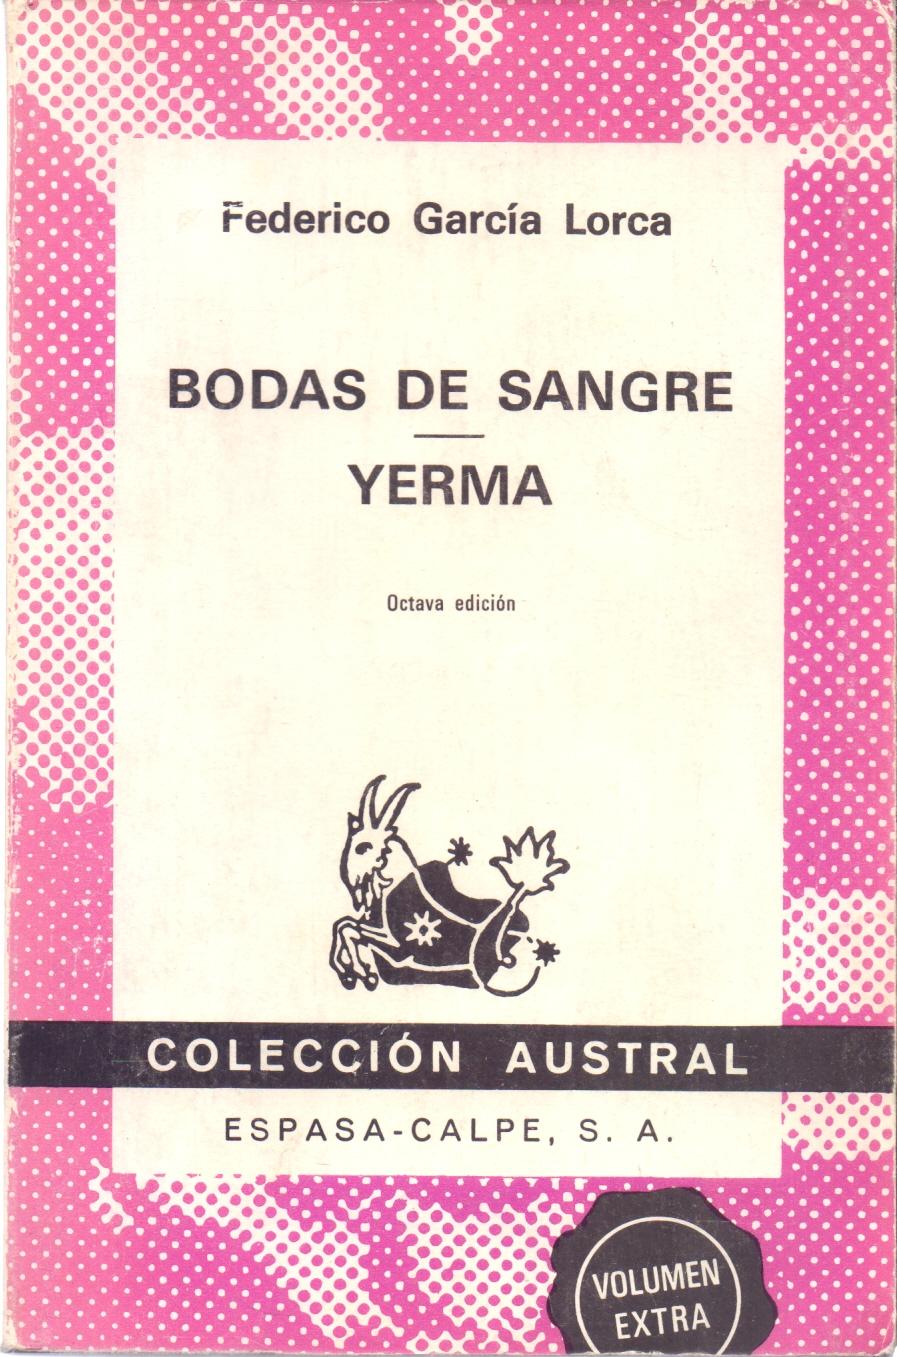 Federico García Lorca
BODAS DE SANGRE
YERMA
Octava edición
COLECCIÓN AUSTRAL
ESPASA-CALPE, S. A.
VOLUMEN
EXTRA